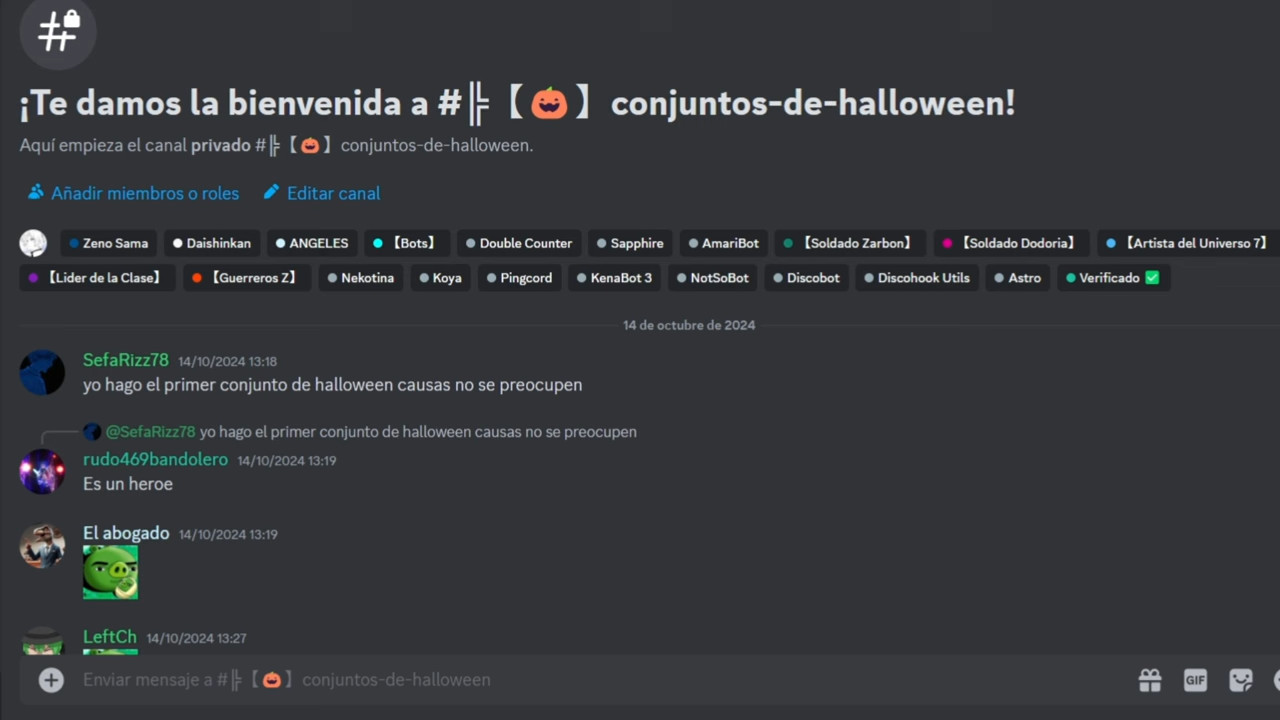 ¡Te damos la bienvenida a #╠【🎃】conjuntos-de-halloween!
Aquí empieza el canal privado #╠【🎃】conjuntos-de-halloween.
Añadir miembros o roles Editar canal
Zeno Sama Daishinkan ANGELES 【Bots】 Double Counter Sapphire AmariBot 【Soldado Zarbon】 【Soldado Dodoria】 【Artista del Universo 7】
【Lider de la Clase】 【Guerreros Z】 Nekotina Koya Pingcord KenaBot 3 NotSoBot Discobot Discohook Utils Astro Verificado ✅
14 de octubre de 2024
SefaRizz78 14/10/2024 13:18
yo hago el primer conjunto de halloween causas no se preocupen
@SefaRizz78 yo hago el primer conjunto de halloween causas no se preocupen
rudo469bandolero 14/10/2024 13:19
Es un heroe
El abogado 14/10/2024 13:19
LeftCh 14/10/2024 13:27
Enviar mensaje a #╠【🎃】conjuntos-de-halloween
GIF